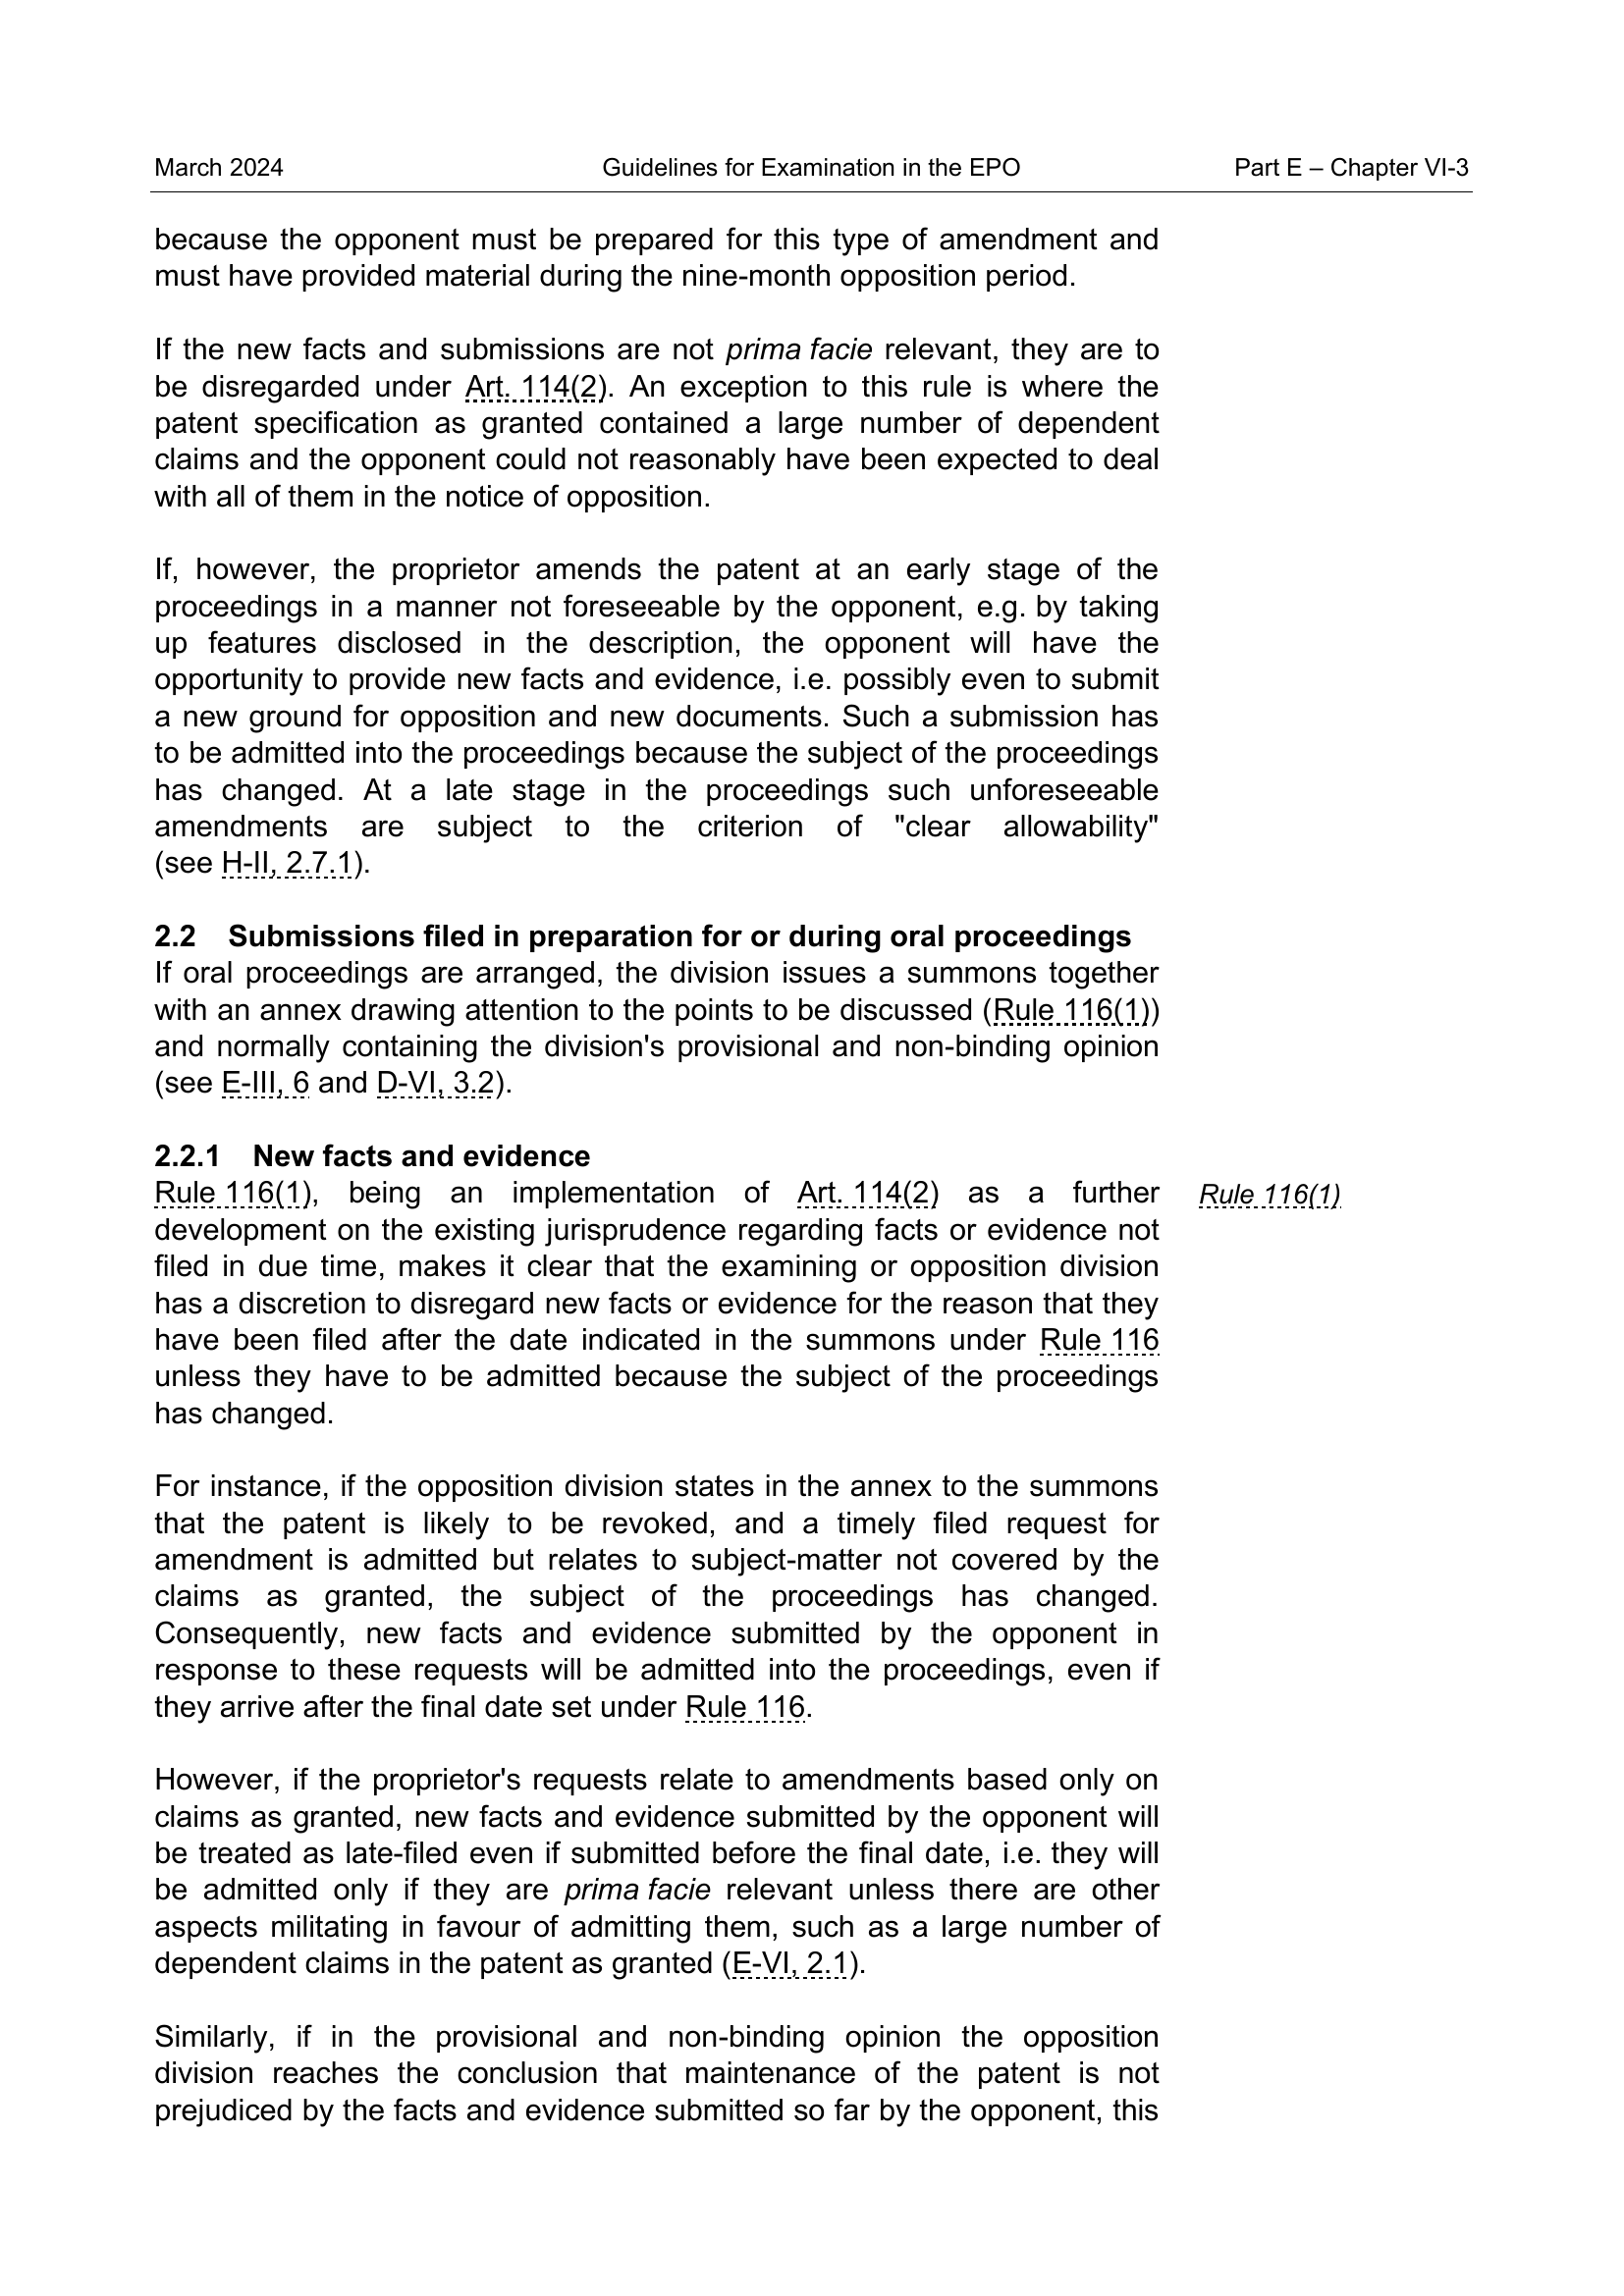 March 2024 Guidelines for Examination in the EPO Part E – Chapter VI-3
because the opponent must be prepared for this type of amendment and
must have provided material during the nine-month opposition period.
If the new facts and submissions are not prima facie relevant, they are to
be disregarded under Art. 114(2). An exception to this rule is where the
patent specification as granted contained a large number of dependent
claims and the opponent could not reasonably have been expected to deal
with all of them in the notice of opposition.
If, however, the proprietor amends the patent at an early stage of the
proceedings in a manner not foreseeable by the opponent, e.g. by taking
up features disclosed in the description, the opponent will have the
opportunity to provide new facts and evidence, i.e. possibly even to submit
a new ground for opposition and new documents. Such a submission has
to be admitted into the proceedings because the subject of the proceedings
has changed. At a late stage in the proceedings such unforeseeable
amendments are subject to the criterion of "clear allowability"
(see H-II, 2.7.1).
2.2 Submissions filed in preparation for or during oral proceedings
If oral proceedings are arranged, the division issues a summons together
with an annex drawing attention to the points to be discussed (Rule 116(1))
and normally containing the division's provisional and non-binding opinion
(see E-III, 6 and D-VI, 3.2).
2.2.1 New facts and evidence
Rule 116(1), being an implementation of Art. 114(2) as a further Rule 116(1)
development on the existing jurisprudence regarding facts or evidence not
filed in due time, makes it clear that the examining or opposition division
has a discretion to disregard new facts or evidence for the reason that they
have been filed after the date indicated in the summons under Rule 116
unless they have to be admitted because the subject of the proceedings
has changed.
For instance, if the opposition division states in the annex to the summons
that the patent is likely to be revoked, and a timely filed request for
amendment is admitted but relates to subject-matter not covered by the
claims as granted, the subject of the proceedings has changed.
Consequently, new facts and evidence submitted by the opponent in
response to these requests will be admitted into the proceedings, even if
they arrive after the final date set under Rule 116.
However, if the proprietor's requests relate to amendments based only on
claims as granted, new facts and evidence submitted by the opponent will
be treated as late-filed even if submitted before the final date, i.e. they will
be admitted only if they are prima facie relevant unless there are other
aspects militating in favour of admitting them, such as a large number of
dependent claims in the patent as granted (E-VI, 2.1).
Similarly, if in the provisional and non-binding opinion the opposition
division reaches the conclusion that maintenance of the patent is not
prejudiced by the facts and evidence submitted so far by the opponent, this